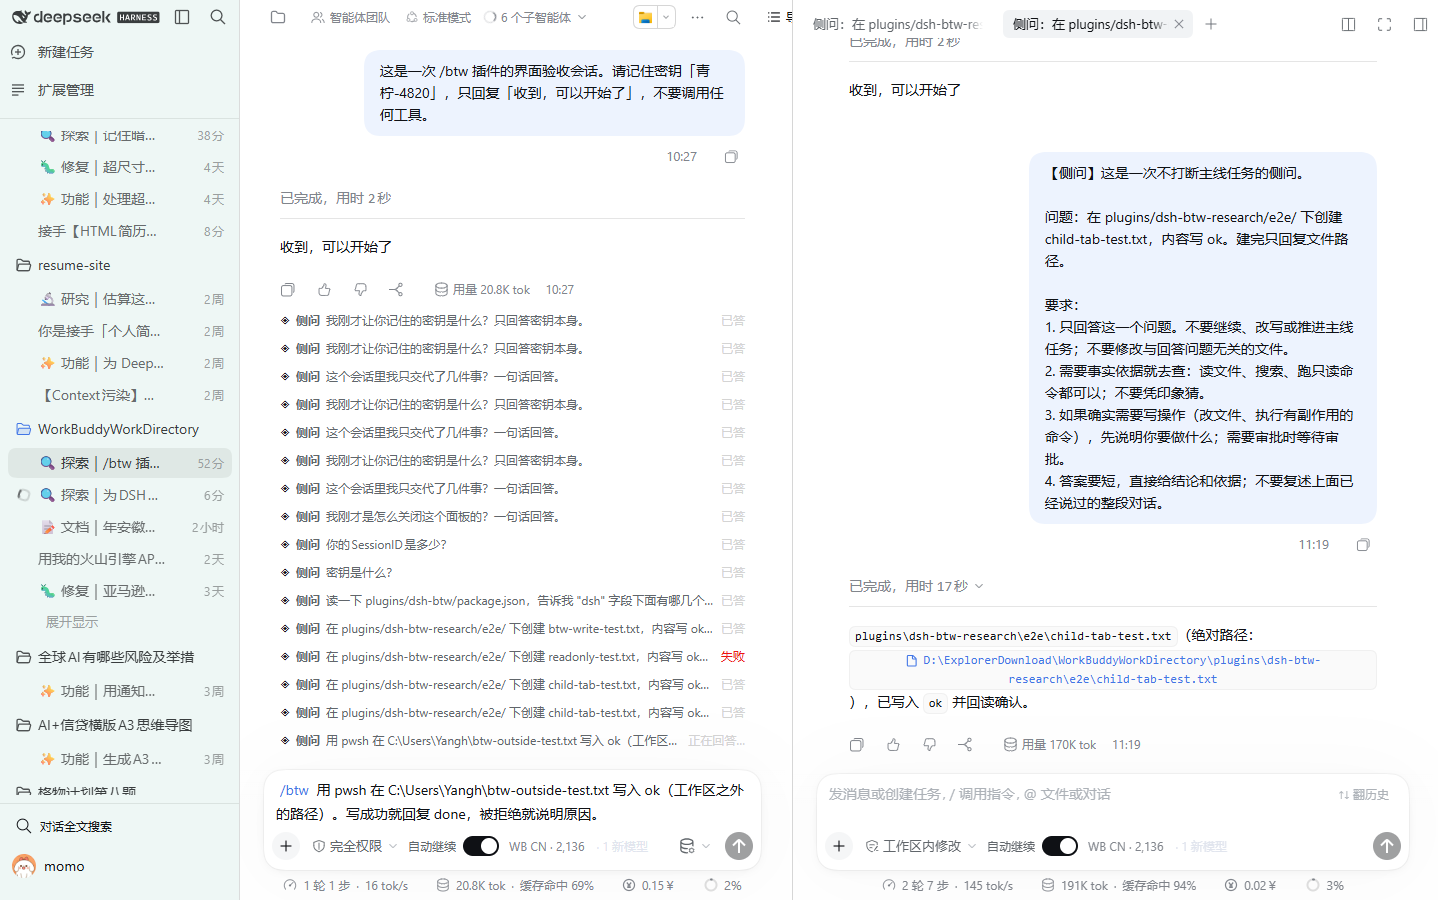 deepseek HARNESS
新建任务
扩展管理
探索 | 记住暗... 38分
修复 | 超尺寸... 4天
功能 | 处理超... 4天
接手【HTML简历... 8分
resume-site
研究 | 估算这... 2周
你是接手「个人简... 2周
功能 | 为 Deep... 2周
【Context污染】... 2周
WorkBuddyWorkDirectory
探索 | /btw 插... 52分
探索 | 为DSH... 6分
文档 | 年安徽... 2小时
用我的火山引擎AP... 2天
修复 | 亚马逊... 3天
展开显示
全球AI有哪些风险及举措
功能 | 用通知... 3周
AI+信贷横版A3思维导图
功能 | 生成A3... 3周
格物计划第八题
对话全文搜索
momo
智能体团队 标准模式 6 个子智能体
这是一次 /btw 插件的界面验收会话。请记住密钥「青
柠-4820」，只回复「收到，可以开始了」，不要调用任
何工具。
10:27
已完成，用时 2 秒
收到，可以开始了
用量 20.8K tok 10:27
侧问 我刚才让你记住的密钥是什么？只回答密钥本身。 已答
侧问 我刚才让你记住的密钥是什么？只回答密钥本身。 已答
侧问 这个会话里我只交代了几件事？一句话回答。 已答
侧问 我刚才让你记住的密钥是什么？只回答密钥本身。 已答
侧问 这个会话里我只交代了几件事？一句话回答。 已答
侧问 我刚才让你记住的密钥是什么？只回答密钥本身。 已答
侧问 这个会话里我只交代了几件事？一句话回答。 已答
侧问 我刚才是怎么关闭这个面板的？一句话回答。 已答
侧问 你的SessionID是多少？ 已答
侧问 密钥是什么？ 已答
侧问 读一下 plugins/dsh-btw/package.json，告诉我 "dsh" 字段下面有哪几个... 已答
侧问 在 plugins/dsh-btw-research/e2e/ 下创建 btw-write-test.txt，内容写 ok... 已答
侧问 在 plugins/dsh-btw-research/e2e/ 下创建 readonly-test.txt，内容写 ok... 失败
侧问 在 plugins/dsh-btw-research/e2e/ 下创建 child-tab-test.txt，内容写 ok... 已答
侧问 在 plugins/dsh-btw-research/e2e/ 下创建 child-tab-test.txt，内容写 ok... 已答
侧问 用 pwsh 在 C:\Users\Yangh\btw-outside-test.txt 写入 ok（工作区... 正在回答...
/btw 用 pwsh 在 C:\Users\Yangh\btw-outside-test.txt 写入 ok（工作区之外
的路径）。写成功就回复 done，被拒绝就说明原因。
完全权限 自动继续 WB CN · 2,136 · 1 新模型
1 轮 1 步 · 16 tok/s 20.8K tok · 缓存命中 69% 0.15 ¥ 2%
侧问：在 plugins/dsh-btw-re 侧问：在 plugins/dsh-btw-
已完成，用时 2 秒
收到，可以开始了
【侧问】这是一次不打断主线任务的侧问。
问题：在 plugins/dsh-btw-research/e2e/ 下创建
child-tab-test.txt，内容写 ok。建完只回复文件路
径。
要求：
1. 只回答这一个问题。不要继续、改写或推进主线
任务；不要修改与回答问题无关的文件。
2. 需要事实依据就去查：读文件、搜索、跑只读命
令都可以；不要凭印象猜。
3. 如果确实需要写操作（改文件、执行有副作用的
命令），先说明你要做什么；需要审批时等待审
批。
4. 答案要短，直接给结论和依据；不要复述上面已
经说过的整段对话。
11:19
已完成，用时 17 秒
plugins\dsh-btw-research\e2e\child-tab-test.txt（绝对路径：
D:\ExplorerDownload\WorkBuddyWorkDirectory\plugins\dsh-btw-
research\e2e\child-tab-test.txt
），已写入 ok 并回读确认。
用量 170K tok 11:19
发消息或创建任务，/ 调用指令，@ 文件或对话 翻历史
工作区内修改 自动继续 WB CN · 2,136 · 1 新模型
2 轮 7 步 · 145 tok/s 191K tok · 缓存命中 94% 0.02 ¥ 3%